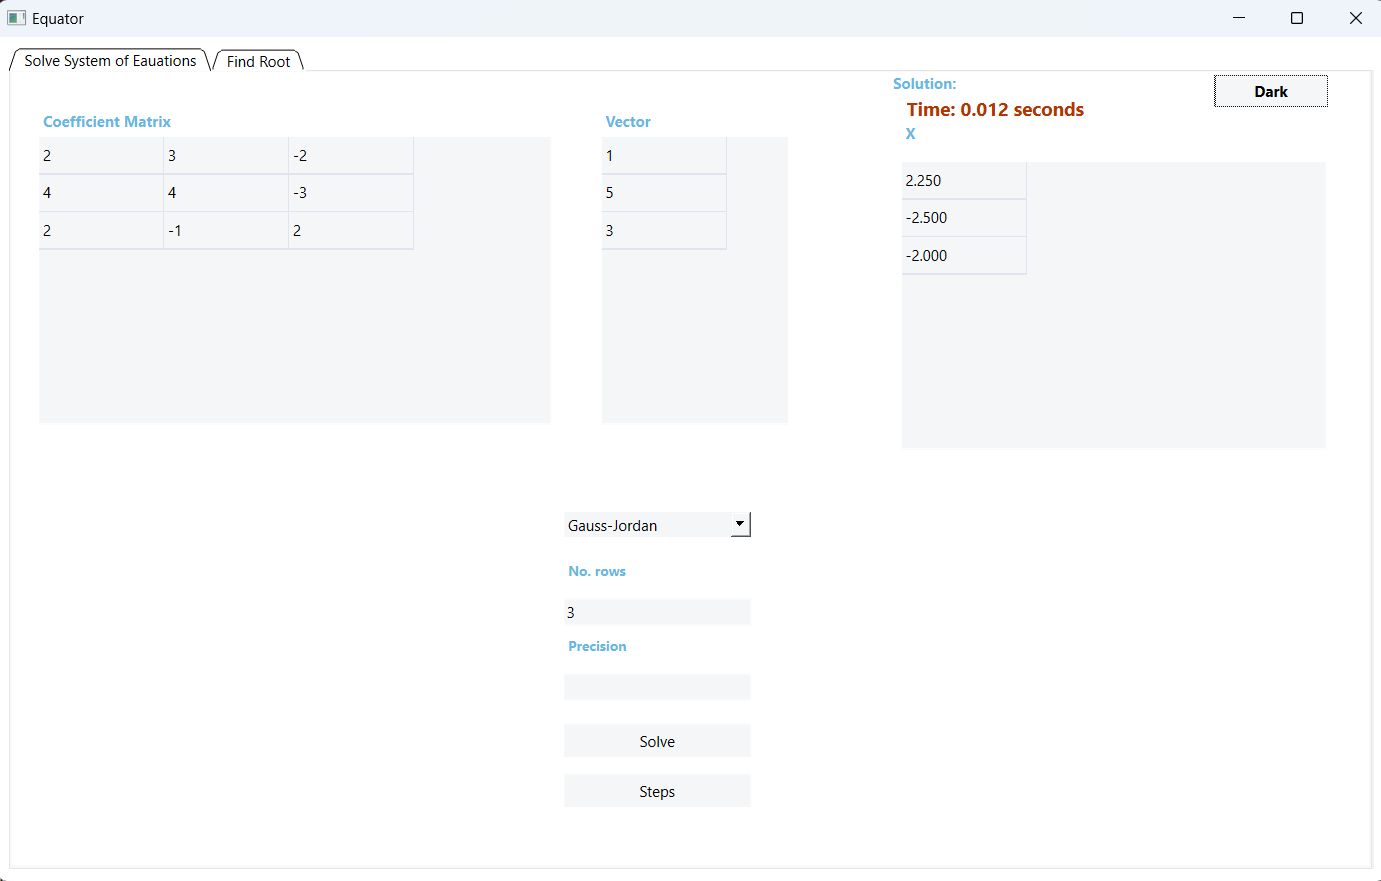 Equator
Solve System of Eauations
Find Root
Solution:
Dark
Time: 0.012 seconds
Coefficient Matrix
Vector
X
2 3 -2
4 4 -3
2 -1 2
1
5
3
2.250
-2.500
-2.000
Gauss-Jordan
No. rows
3
Precision
Solve
Steps